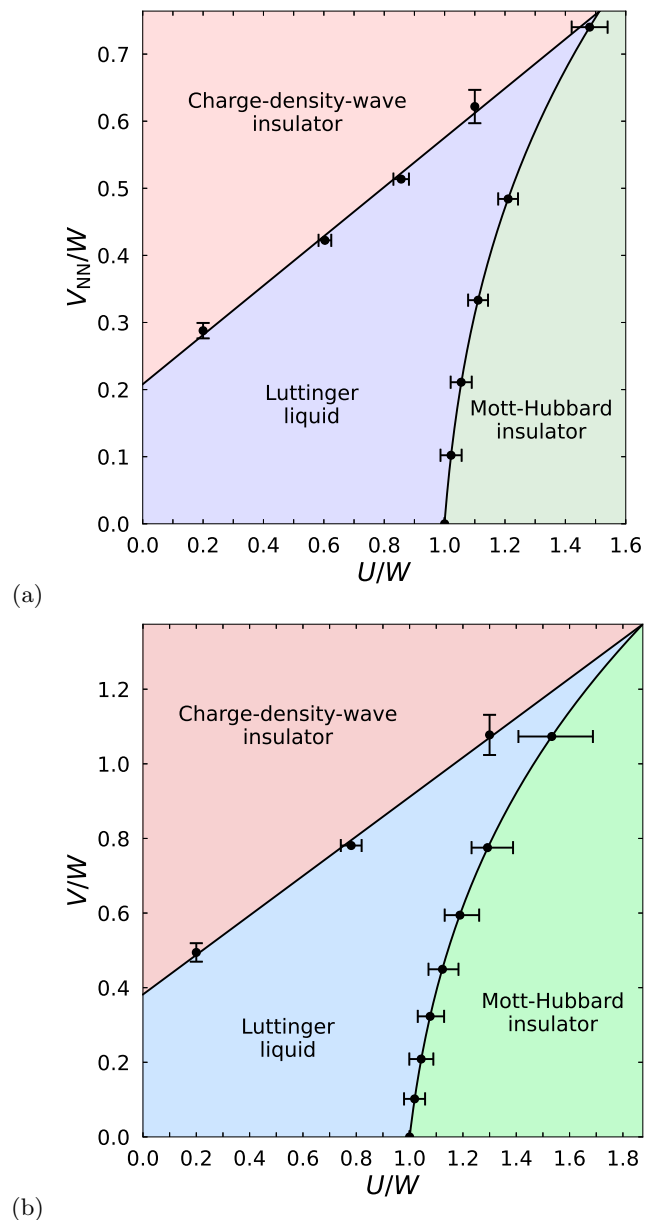 0.7
0.6
0.5
0.4
0.3
0.2
0.1
0.0
V_NN/W
Charge-density-wave
insulator
Luttinger
liquid
Mott-Hubbard
insulator
0.0 0.2 0.4 0.6 0.8 1.0 1.2 1.4 1.6
U/W
(a)
1.2
1.0
0.8
0.6
0.4
0.2
0.0
V/W
Charge-density-wave
insulator
Luttinger
liquid
Mott-Hubbard
insulator
0.0 0.2 0.4 0.6 0.8 1.0 1.2 1.4 1.6 1.8
U/W
(b)